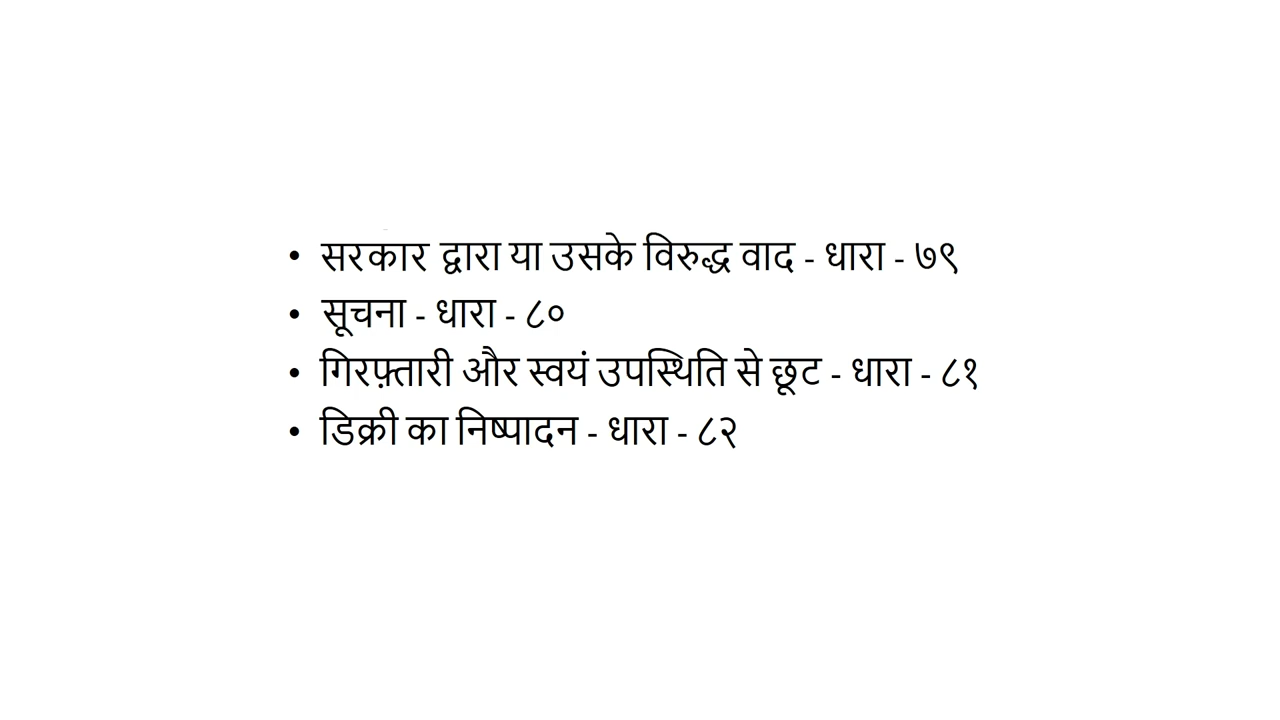 • सरकार द्वारा या उसके विरुद्ध वाद - धारा - ७९
• सूचना - धारा - ८०
• गिरफ़्तारी और स्वयं उपस्थिति से छूट - धारा - ८१
• डिक्री का निष्पादन - धारा - ८२